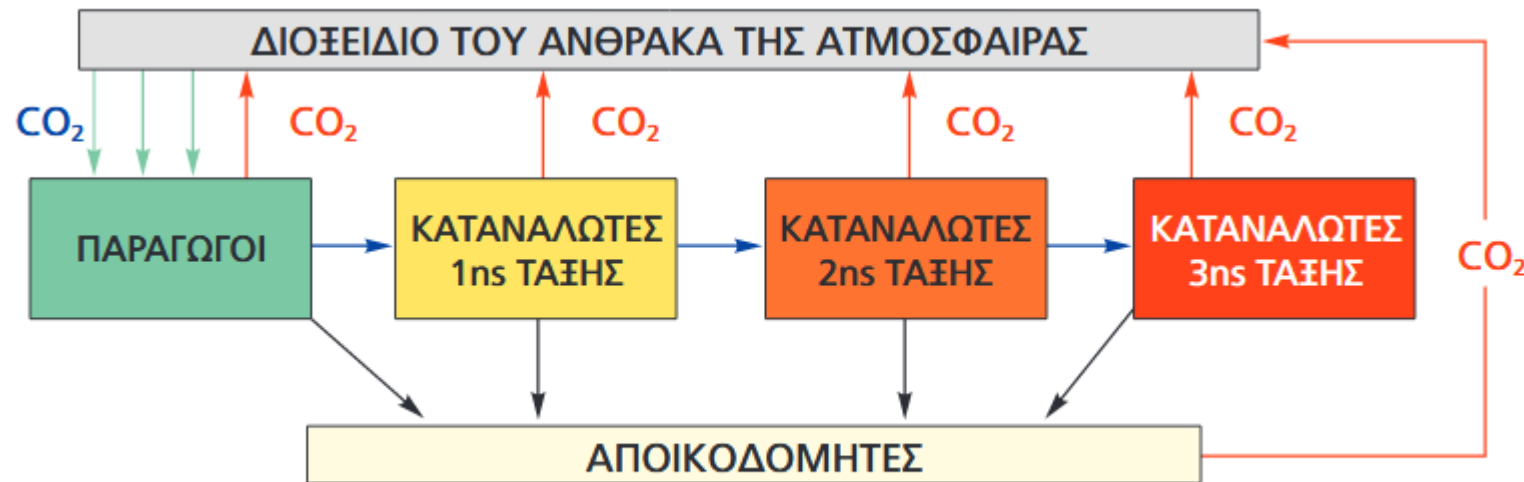 ΔΙΟΞΕΙΔΙΟ ΤΟΥ ΑΝΘΡΑΚΑ ΤΗΣ ΑΤΜΟΣΦΑΙΡΑΣ
CO₂ CO₂ CO₂ CO₂ CO₂
ΠΑΡΑΓΩΓΟΙ
ΚΑΤΑΝΑΛΩΤΕΣ
1ns ΤΑΞΗΣ
ΚΑΤΑΝΑΛΩΤΕΣ
2ns ΤΑΞΗΣ
ΚΑΤΑΝΑΛΩΤΕΣ
3ns ΤΑΞΗΣ
CO₂
ΑΠΟΙΚΟΔΟΜΗΤΕΣ